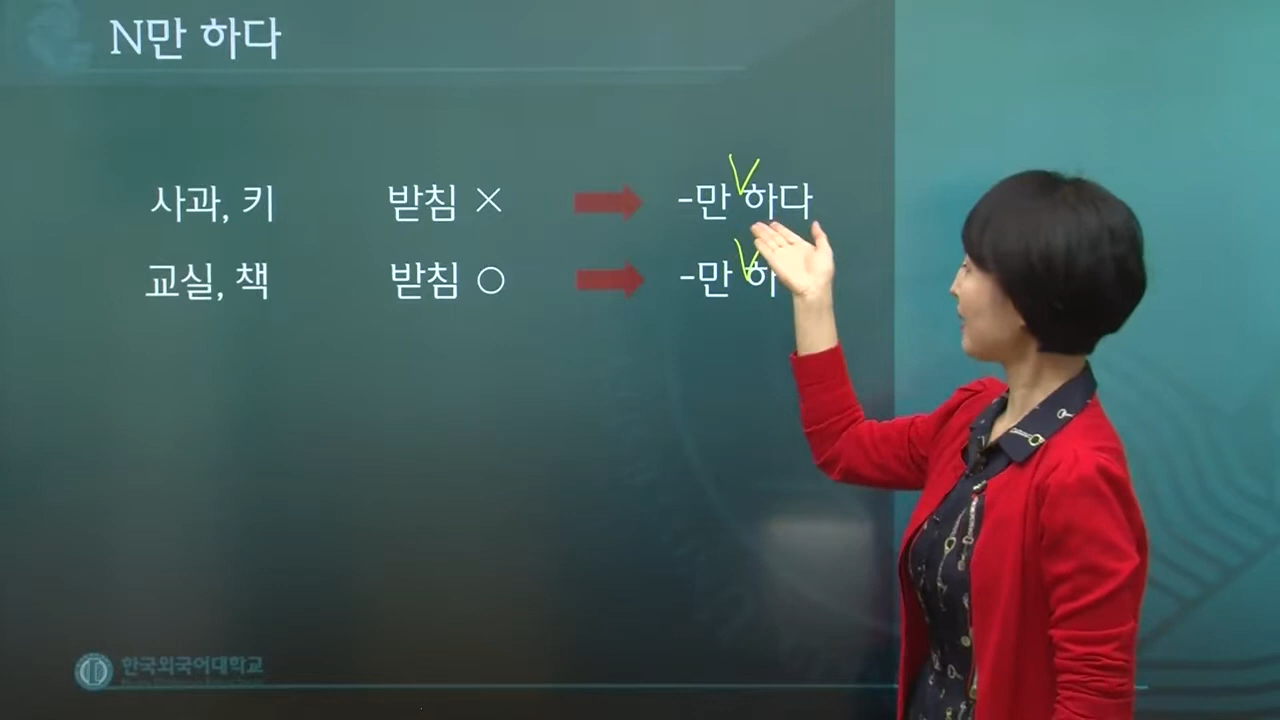 N만 하다
사과, 키 받침 × -만 하다
교실, 책 받침 ○ -만 하
한국외국어대학교